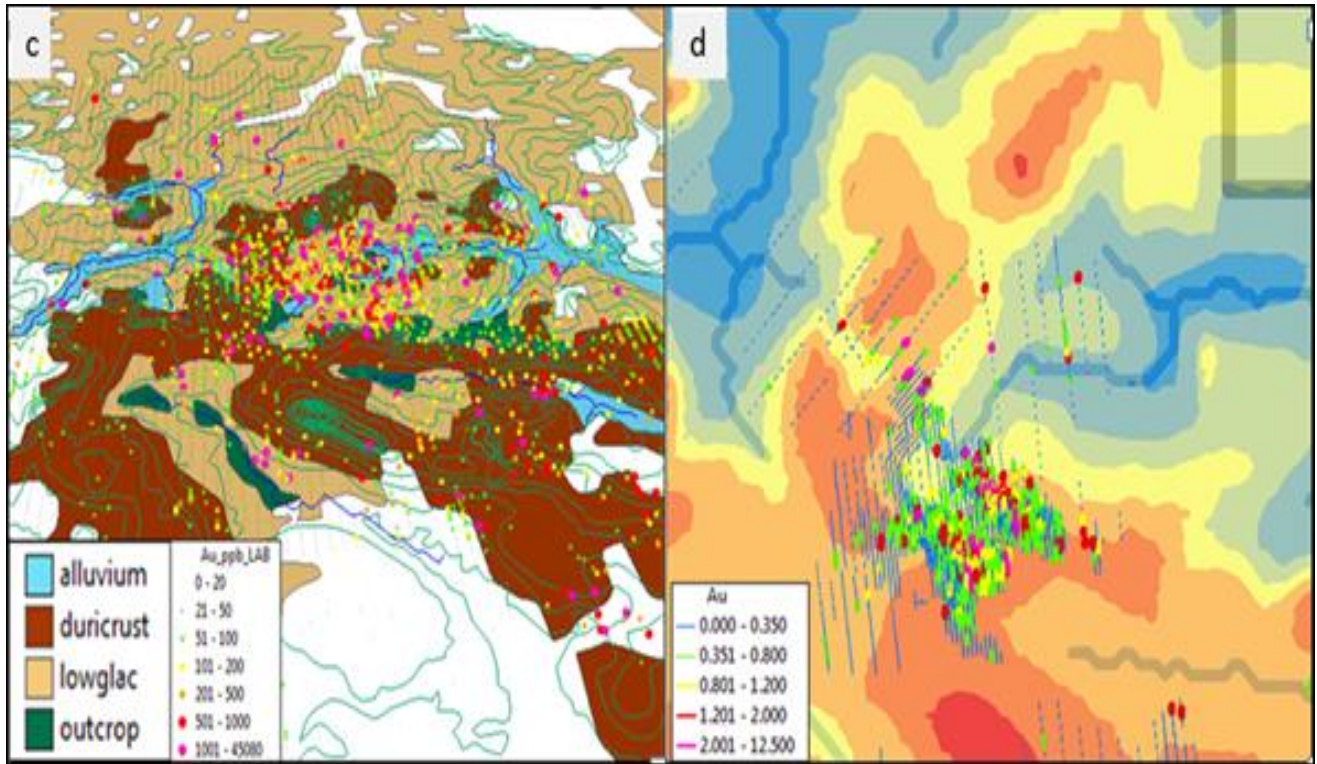 c
alluvium
duricrust
lowglac
outcrop
Au_ppb_LAB
0 - 20
21 - 50
51 - 100
101 - 200
201 - 500
501 - 1000
1001 - 45080
d
Au
0.000 - 0.350
0.351 - 0.800
0.801 - 1.200
1.201 - 2.000
2.001 - 12.500